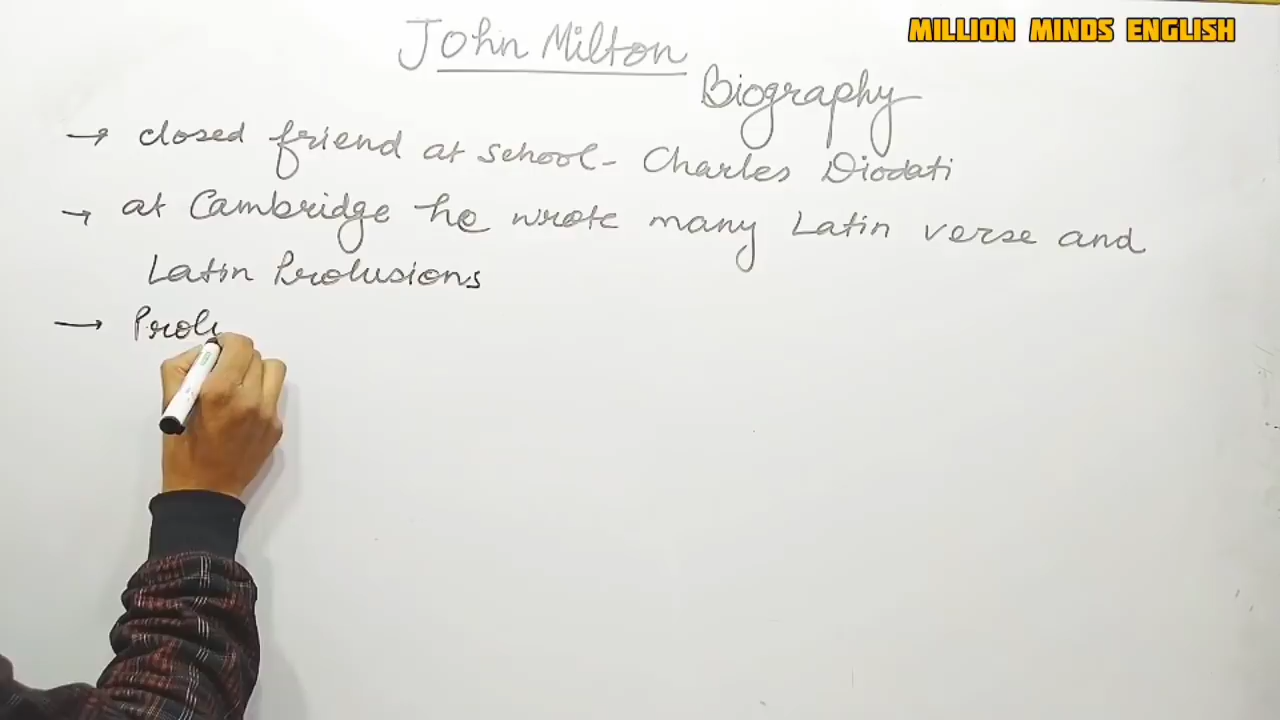 MILLION MINDS ENGLISH
John Milton
Biography
→ closed friend at school - Charles Diodati
→ at Cambridge he wrote many Latin verse and
Latin Prolusions
→ Prolu